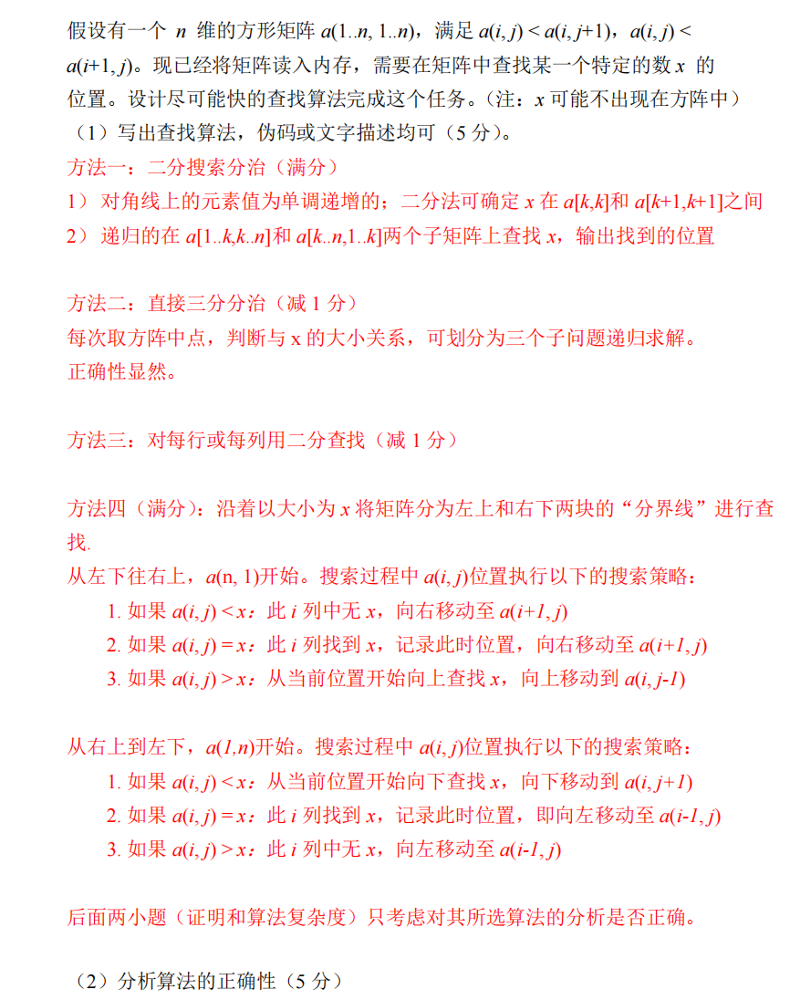 假设有一个 n 维的方形矩阵 a(1..n, 1..n)，满足 a(i, j) < a(i, j+1)，a(i, j) <
a(i+1, j)。现已经将矩阵读入内存，需要在矩阵中查找某一个特定的数 x 的
位置。设计尽可能快的查找算法完成这个任务。（注：x 可能不出现在方阵中）
（1）写出查找算法，伪码或文字描述均可（5 分）。
方法一：二分搜索分治（满分）
1） 对角线上的元素值为单调递增的；二分法可确定 x 在 a[k,k]和 a[k+1,k+1]之间
2） 递归的在 a[1..k,k..n]和 a[k..n,1..k]两个子矩阵上查找 x，输出找到的位置
方法二：直接三分分治（减 1 分）
每次取方阵中点，判断与 x 的大小关系，可划分为三个子问题递归求解。
正确性显然。
方法三：对每行或每列用二分查找（减 1 分）
方法四（满分）：沿着以大小为 x 将矩阵分为左上和右下两块的“分界线”进行查
找.
从左下往右上，a(n, 1)开始。搜索过程中 a(i, j)位置执行以下的搜索策略：
1. 如果 a(i, j) < x：此 i 列中无 x，向右移动至 a(i+1, j)
2. 如果 a(i, j) = x：此 i 列找到 x，记录此时位置，向右移动至 a(i+1, j)
3. 如果 a(i, j) > x：从当前位置开始向上查找 x，向上移动到 a(i, j-1)
从右上到左下，a(1,n)开始。搜索过程中 a(i, j)位置执行以下的搜索策略：
1. 如果 a(i, j) < x：从当前位置开始向下查找 x，向下移动到 a(i, j+1)
2. 如果 a(i, j) = x：此 i 列找到 x，记录此时位置，即向左移动至 a(i-1, j)
3. 如果 a(i, j) > x：此 i 列中无 x，向左移动至 a(i-1, j)
后面两小题（证明和算法复杂度）只考虑对其所选算法的分析是否正确。
（2）分析算法的正确性（5 分）